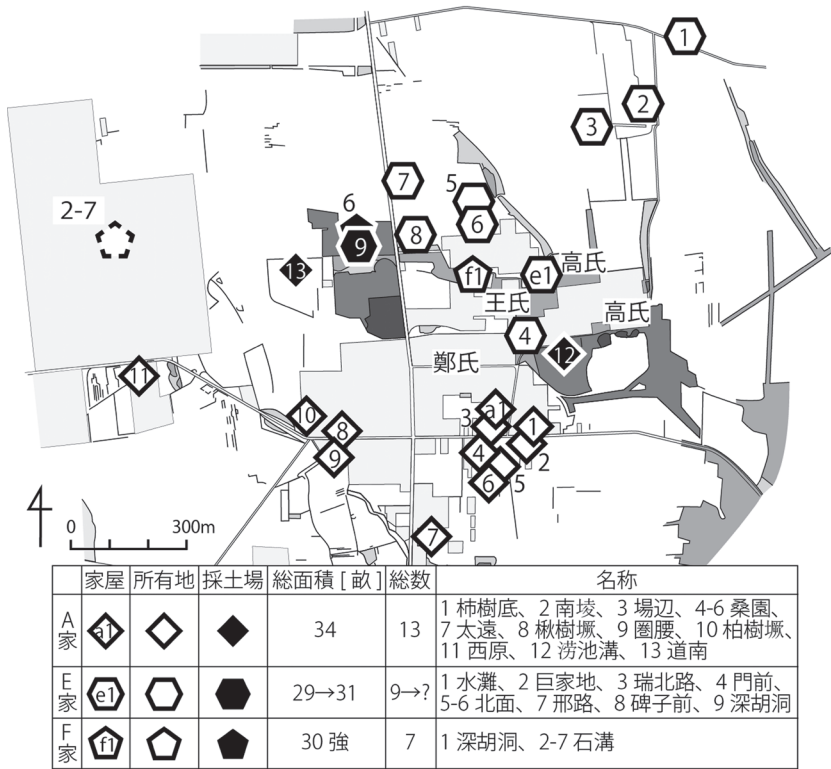 1
2
3
7
5
6
2-7
6
8
9
13
f1
e1
高氏
王氏
高氏
4
12
鄭氏
11
10
8
9
3
a1
1
4
2
5
6
7
0 300m
家屋 所有地 採土場 総面積 [ 畝 ] 総数 名称
A家 a1 34 13 1 柿樹底、2 南堎、3 場辺、4-6 桑園、
7 太遠、8 楸樹壖、9 圏腰、10 柏樹壖、
11 西原、12 澇池溝、13 道南
E家 e1 29→31 9→? 1 水灘、2 巨家地、3 瑞北路、4 門前、
5-6 北面、7 邢路、8 碑子前、9 深胡洞
F家 f1 30 強 7 1 深胡洞、2-7 石溝